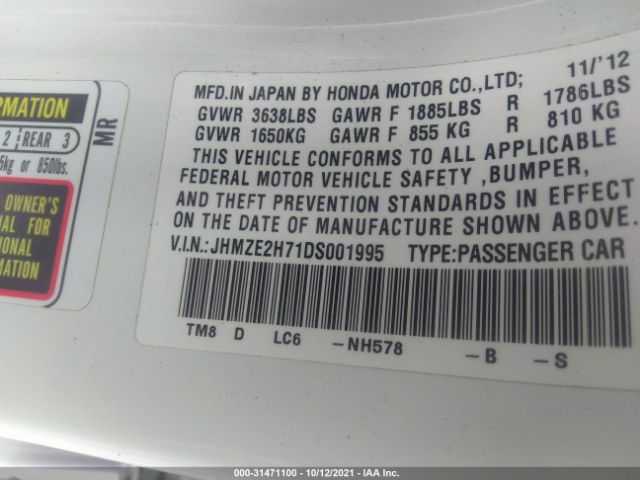 RMATION
2 REAR 3
5kg or 850lbs.
OWNER'S
AL FOR
IONAL
MATION
MR
MFD.IN JAPAN BY HONDA MOTOR CO.,LTD; 11/'12
GVWR 3638LBS GAWR F 1885LBS R 1786LBS
GVWR 1650KG GAWR F 855 KG R 810 KG
THIS VEHICLE CONFORMS TO ALL APPLICABLE
FEDERAL MOTOR VEHICLE SAFETY ,BUMPER,
AND THEFT PREVENTION STANDARDS IN EFFECT
ON THE DATE OF MANUFACTURE SHOWN ABOVE.
V.I.N.:JHMZE2H71DS001995 TYPE:PASSENGER CAR
TM8 D LC6 -NH578 -B -S
000-31471100 - 10/12/2021 - IAA Inc.